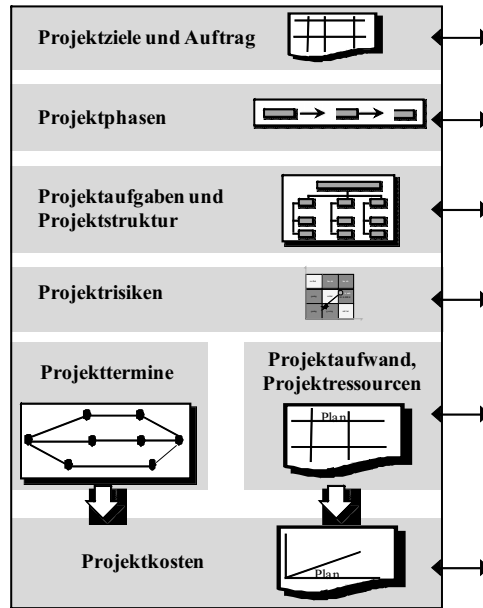 Projektziele und Auftrag
Projektphasen
Projektaufgaben und
Projektstruktur
Projektrisiken
Projekttermine
Projektaufwand,
Projektressourcen
Plan
Projektkosten
Plan